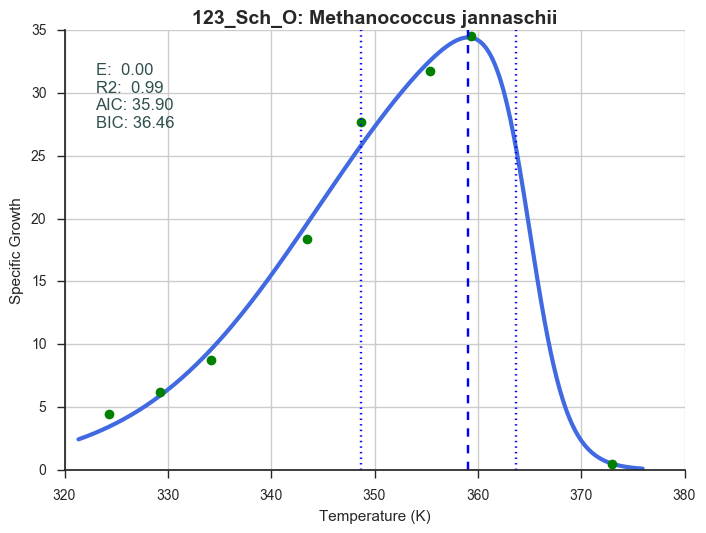 123_Sch_O: Methanococcus jannaschii
E:  0.00
R2:  0.99
AIC: 35.90
BIC: 36.46
Specific Growth
35
30
25
20
15
10
5
0
320 330 340 350 360 370 380
Temperature (K)